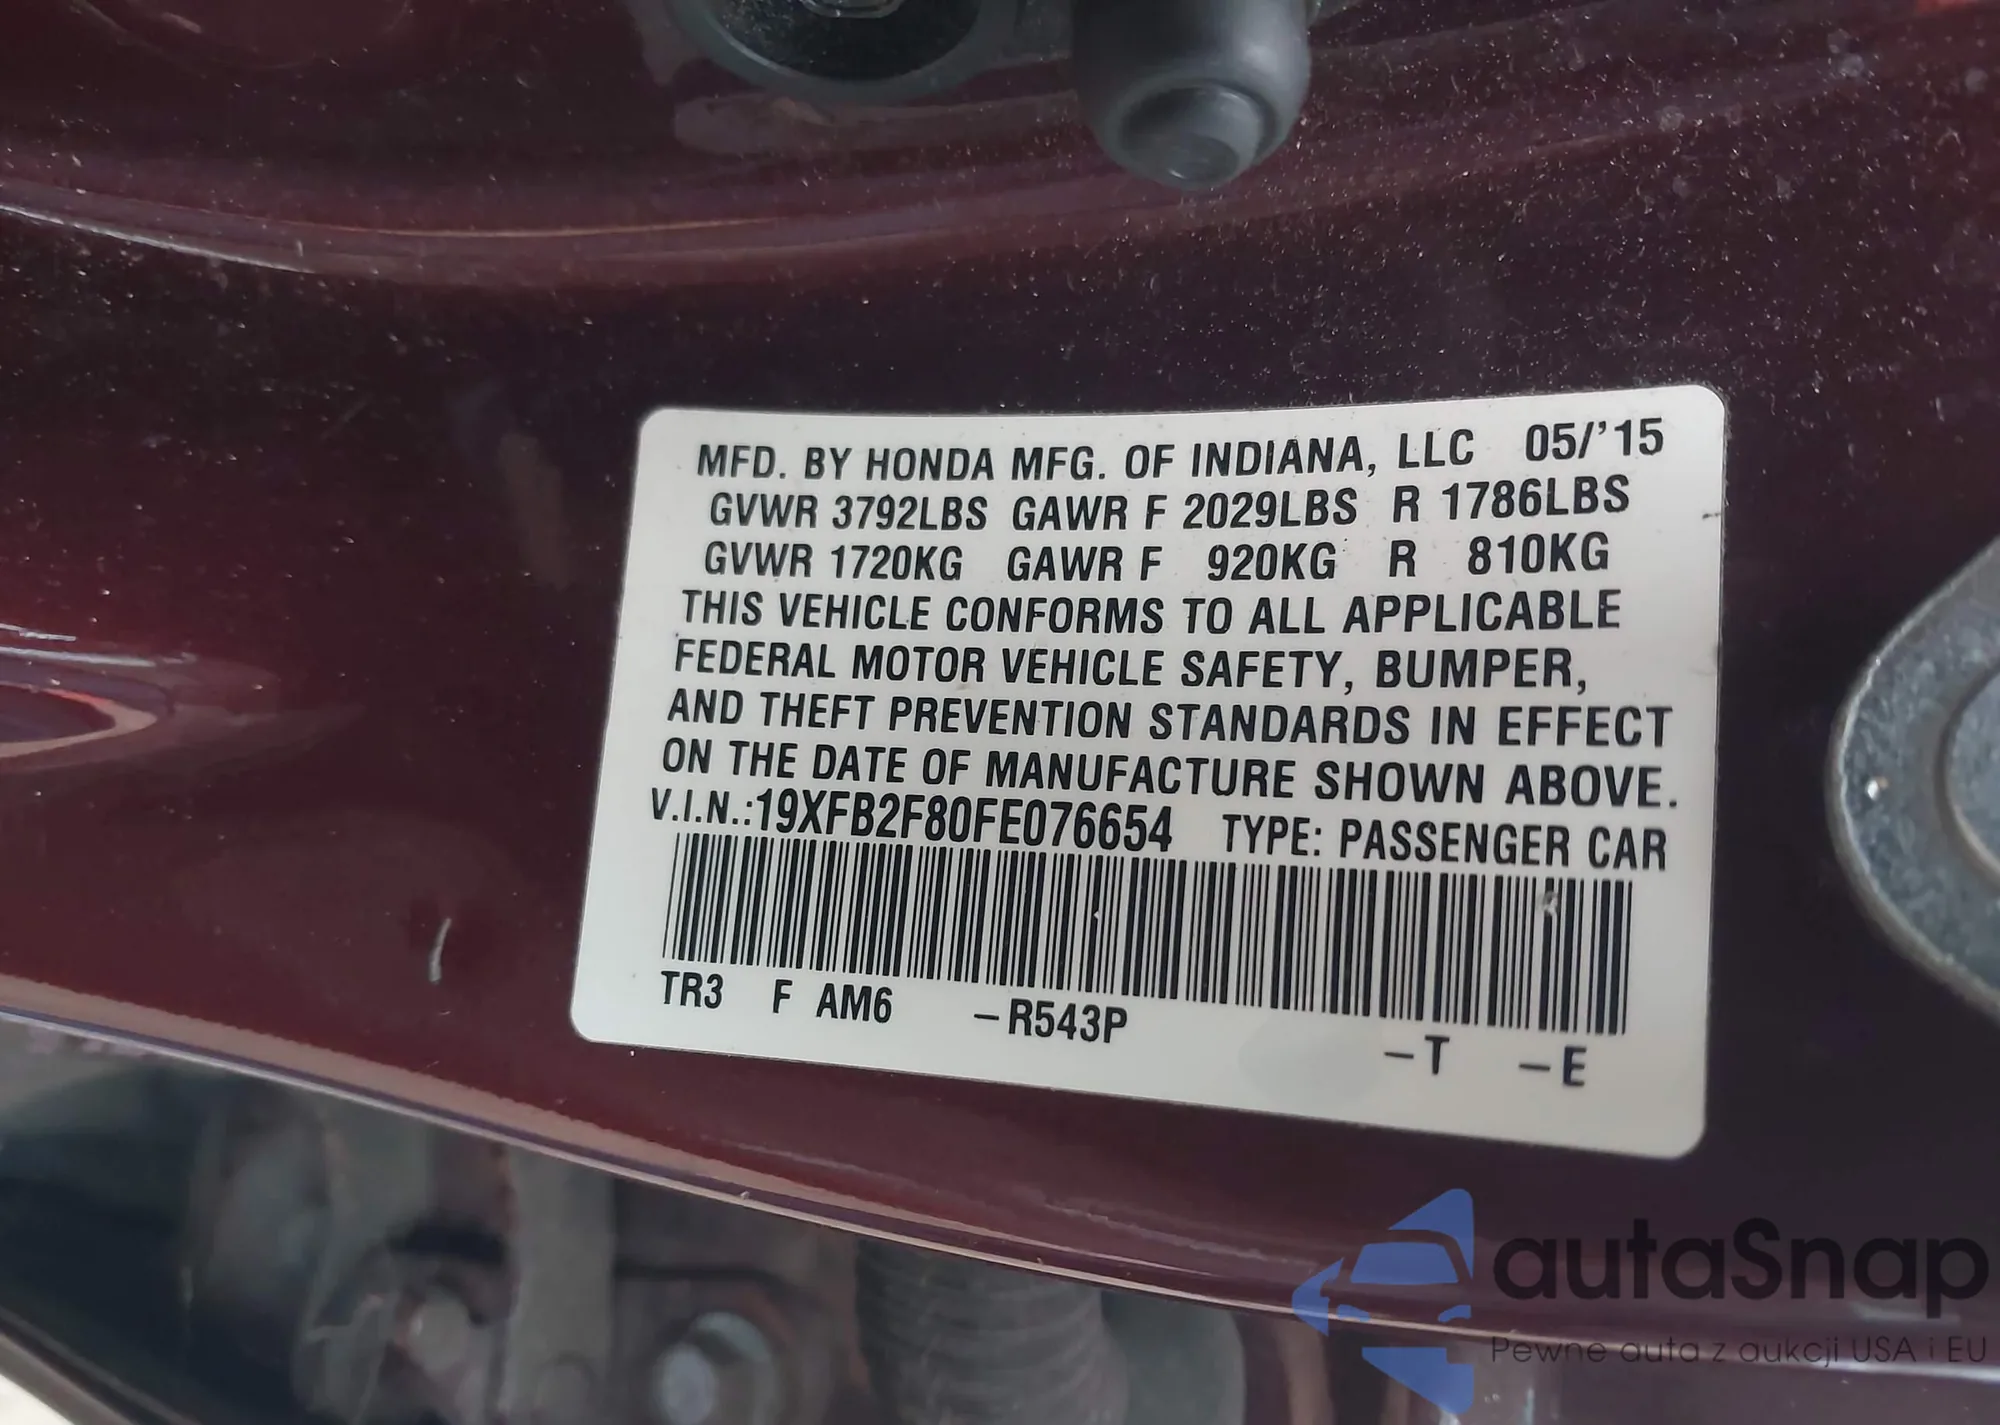 MFD. BY HONDA MFG. OF INDIANA, LLC 05/'15
GVWR 3792LBS GAWR F 2029LBS R 1786LBS
GVWR 1720KG GAWR F 920KG R 810KG
THIS VEHICLE CONFORMS TO ALL APPLICABLE
FEDERAL MOTOR VEHICLE SAFETY, BUMPER,
AND THEFT PREVENTION STANDARDS IN EFFECT
ON THE DATE OF MANUFACTURE SHOWN ABOVE.
V.I.N.:19XFB2F80FE076654 TYPE: PASSENGER CAR
TR3 F AM6 –R543P –T –E
autaSnap
Pewne auta z aukcji USA i EU